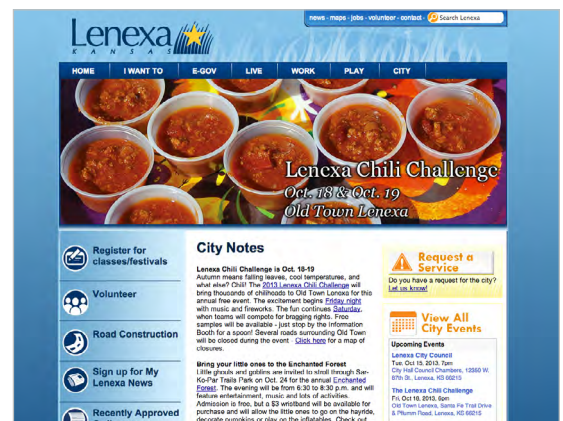 Lenexa
KANSAS
news - maps - jobs - volunteer - contact - Search Lenexa
HOME I WANT TO E-GOV LIVE WORK PLAY CITY
Lenexa Chili Challenge
Oct. 18 & Oct. 19
Old Town Lenexa
Register for
classes/festivals
Volunteer
Road Construction
Sign up for My
Lenexa News
Recently Approved
City Notes
Lenexa Chili Challenge is Oct. 18-19
Autumn means falling leaves, cool temperatures, and
what else? Chili! The 2013 Lenexa Chili Challenge will
bring thousands of chiliheads to Old Town Lenexa for this
annual free event. The excitement begins Friday night
with music and fireworks. The fun continues Saturday,
when teams will compete for bragging rights. Free
samples will be available - just stop by the Information
Booth for a spoon! Several roads surrounding Old Town
will be closed during the event - Click here for a map of
closures.
Bring your little ones to the Enchanted Forest
Little ghouls and goblins are invited to stroll through Sar-
Ko-Par Trails Park on Oct. 24 for the annual Enchanted
Forest. The evening will be from 6:30 to 8:30 p.m. and will
feature entertainment, music and lots of activities.
Admission is free, but a $3 wristband will be available for
purchase and will allow the little ones to go on the hayride,
decorate pumpkins or play on the inflatables. Check out
Request a
Service
Do you have a request for the city?
Let us know!
View All
City Events
Upcoming Events
Lenexa City Council
Tue. Oct 15, 2013, 7pm
City Hall Council Chambers, 12350 W.
87th St., Lenexa, KS 66215
The Lenexa Chili Challenge
Fri, Oct 18, 2013, 6pm
Old Town Lenexa, Santa Fe Trail Drive
& Pflumm Road, Lenexa, KS 66215